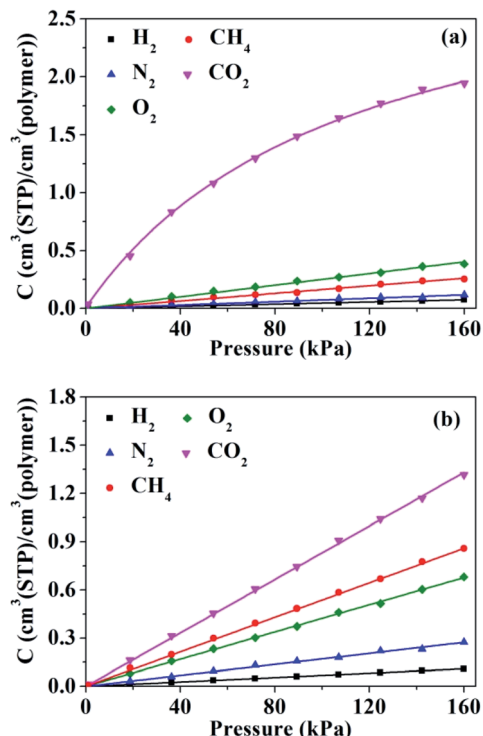 2.5
(a)
H₂ CH₄
N₂ CO₂
O₂
2.0
1.5
1.0
0.5
0.0
C (cm³(STP)/cm³(polymer))
0 40 80 120 160
Pressure (kPa)
1.8
(b)
H₂ O₂
N₂ CO₂
CH₄
1.5
1.2
0.9
0.6
0.3
0.0
C (cm³(STP)/cm³(polymer))
0 40 80 120 160
Pressure (kPa)